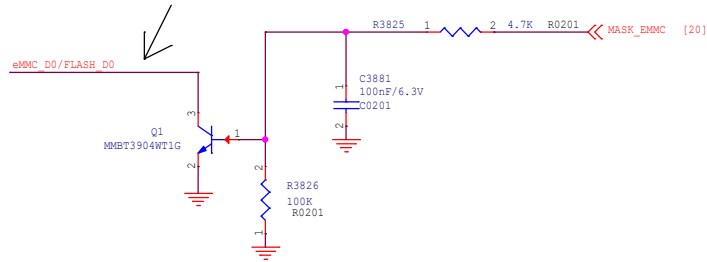 R3825 1 2 4.7K R0201 MASK_EMMC [20]
eMMC_D0/FLASH_D0
C3881
1 100nF/6.3V
C0201
2
3
Q1 1
MMBT3904WT1G
2 2
R3826
100K
R0201
1